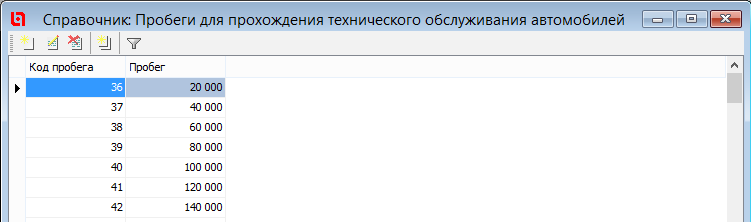 Справочник: Пробеги для прохождения технического обслуживания автомобилей
Код пробега Пробег
36 20 000
37 40 000
38 60 000
39 80 000
40 100 000
41 120 000
42 140 000